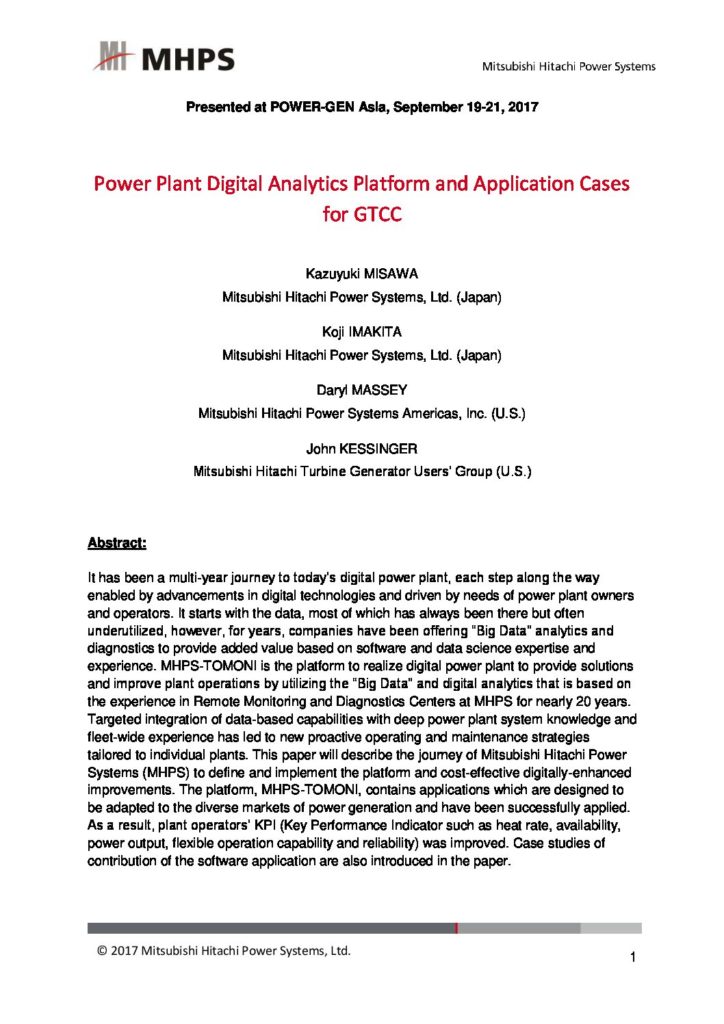 MHPS
Mitsubishi Hitachi Power Systems
Presented at POWER-GEN Asia, September 19-21, 2017
Power Plant Digital Analytics Platform and Application Cases
for GTCC
Kazuyuki MISAWA
Mitsubishi Hitachi Power Systems, Ltd. (Japan)
Koji IMAKITA
Mitsubishi Hitachi Power Systems, Ltd. (Japan)
Daryl MASSEY
Mitsubishi Hitachi Power Systems Americas, Inc. (U.S.)
John KESSINGER
Mitsubishi Hitachi Turbine Generator Users' Group (U.S.)
Abstract:
It has been a multi-year journey to today's digital power plant, each step along the way
enabled by advancements in digital technologies and driven by needs of power plant owners
and operators. It starts with the data, most of which has always been there but often
underutilized, however, for years, companies have been offering "Big Data" analytics and
diagnostics to provide added value based on software and data science expertise and
experience. MHPS-TOMONI is the platform to realize digital power plant to provide solutions
and improve plant operations by utilizing the "Big Data" and digital analytics that is based on
the experience in Remote Monitoring and Diagnostics Centers at MHPS for nearly 20 years.
Targeted integration of data-based capabilities with deep power plant system knowledge and
fleet-wide experience has led to new proactive operating and maintenance strategies
tailored to individual plants. This paper will describe the journey of Mitsubishi Hitachi Power
Systems (MHPS) to define and implement the platform and cost-effective digitally-enhanced
improvements. The platform, MHPS-TOMONI, contains applications which are designed to
be adapted to the diverse markets of power generation and have been successfully applied.
As a result, plant operators' KPI (Key Performance Indicator such as heat rate, availability,
power output, flexible operation capability and reliability) was improved. Case studies of
contribution of the software application are also introduced in the paper.
© 2017 Mitsubishi Hitachi Power Systems, Ltd.
1